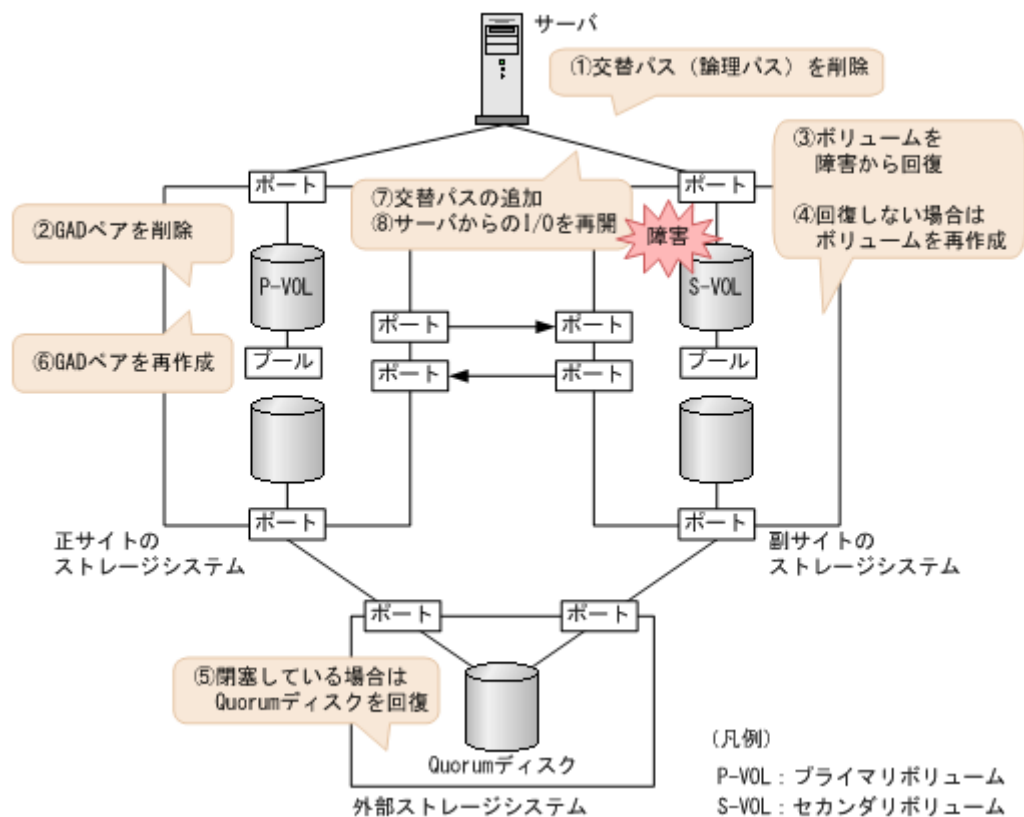 サーバ
①交替パス（論理パス）を削除
③ボリュームを
障害から回復
④回復しない場合は
ボリュームを再作成
ポート
ポート
⑦交替パスの追加
⑧サーバからのI/Oを再開
②GADペアを削除
障害
P-VOL
S-VOL
ポート
ポート
⑥GADペアを再作成
プール
プール
ポート
ポート
ポート
ポート
正サイトの
ストレージシステム
副サイトの
ストレージシステム
ポート
ポート
⑤閉塞している場合は
Quorumディスクを回復
Quorumディスク
外部ストレージシステム
(凡例)
P-VOL：プライマリボリューム
S-VOL：セカンダリボリューム